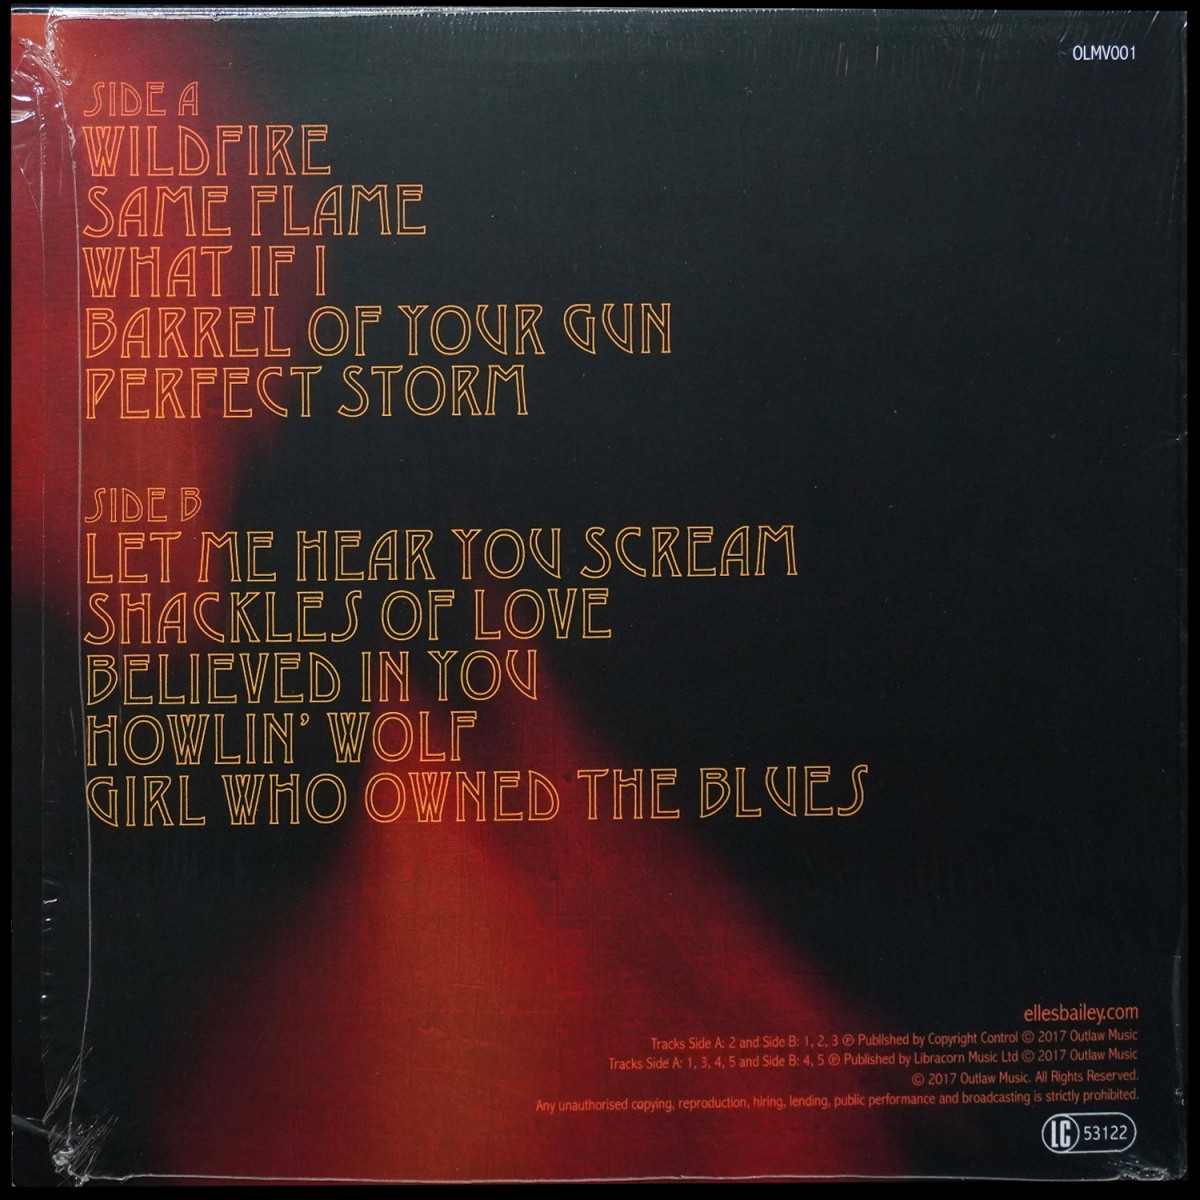 OLMV001
SIDE A
WILDFIRE
SAME FLAME
WHAT IF I
BARREL OF YOUR GUN
PERFECT STORM
SIDE B
LET ME HEAR YOU SCREAM
SHACKLES OF LOVE
BELIEVED IN YOU
HOWLIN' WOLF
GIRL WHO OWNED THE BLUES
ellesbailey.com
Tracks Side A: 2 and Side B: 1, 2, 3 ℗ Published by Copyright Control © 2017 Outlaw Music
Tracks Side A: 1, 3, 4, 5 and Side B: 4, 5 ℗ Published by Libracorn Music Ltd © 2017 Outlaw Music
© 2017 Outlaw Music. All Rights Reserved.
Any unauthorised copying, reproduction, hiring, lending, public performance and broadcasting is strictly prohibited.
LC 53122